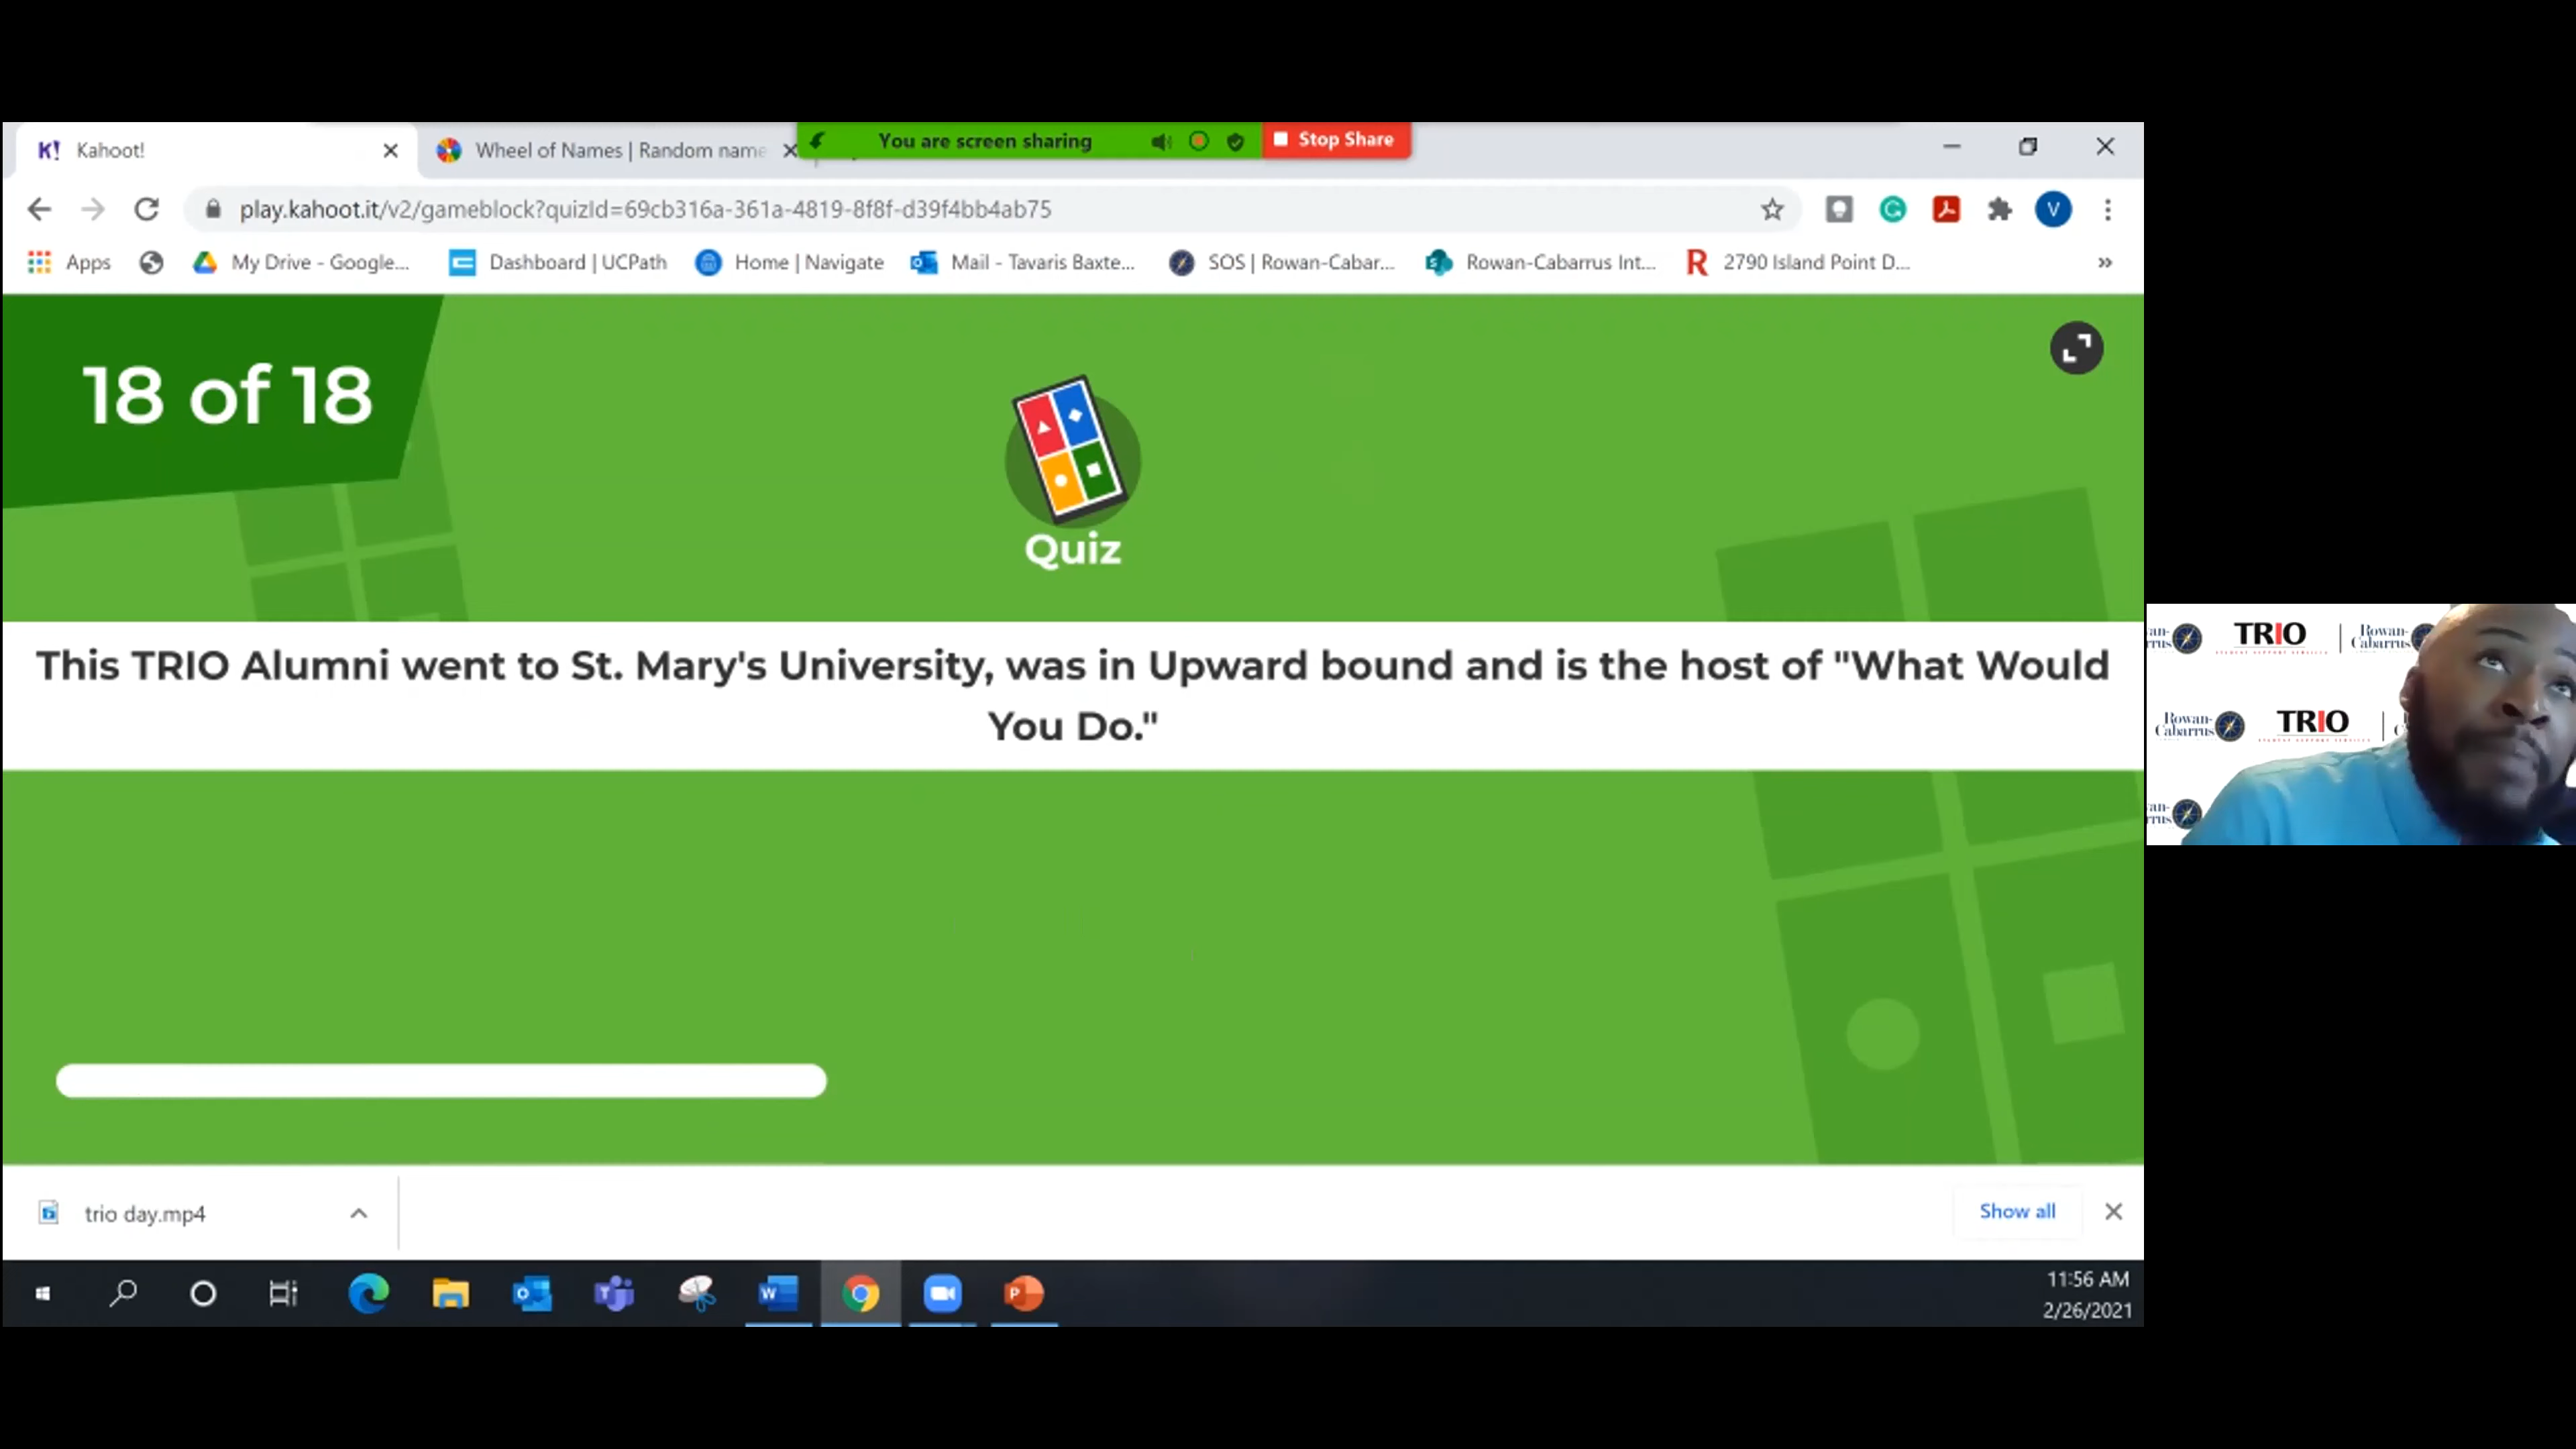 Kahoot!
Wheel of Names | Random name
You are screen sharing
Stop Share
play.kahoot.it/v2/gameblock?quizId=69cb316a-361a-4819-8f8f-d39f4bb4ab75
V
Apps
My Drive - Google...
Dashboard | UCPath
Home | Navigate
Mail - Tavaris Baxte...
SOS | Rowan-Cabar...
Rowan-Cabarrus Int...
R
2790 Island Point D...
18 of 18
Quiz
This TRIO Alumni went to St. Mary's University, was in Upward bound and is the host of "What Would
You Do."
TRIO
Rowan-
Cabarrus
Rowan-
Cabarrus
TRIO
trio day.mp4
Show all
11:56 AM
2/26/2021